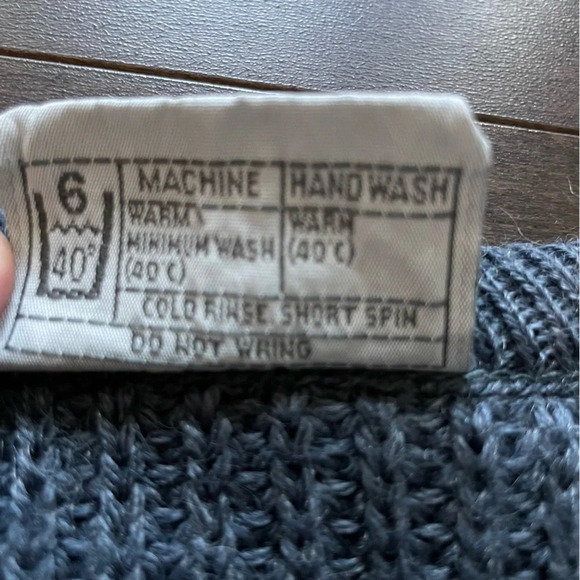 6
40°
MACHINE
WARM
MINIMUM WASH
(40°C)
HAND WASH
WARM
(40°C)
COLD RINSE. SHORT SPIN
DO NOT WRING